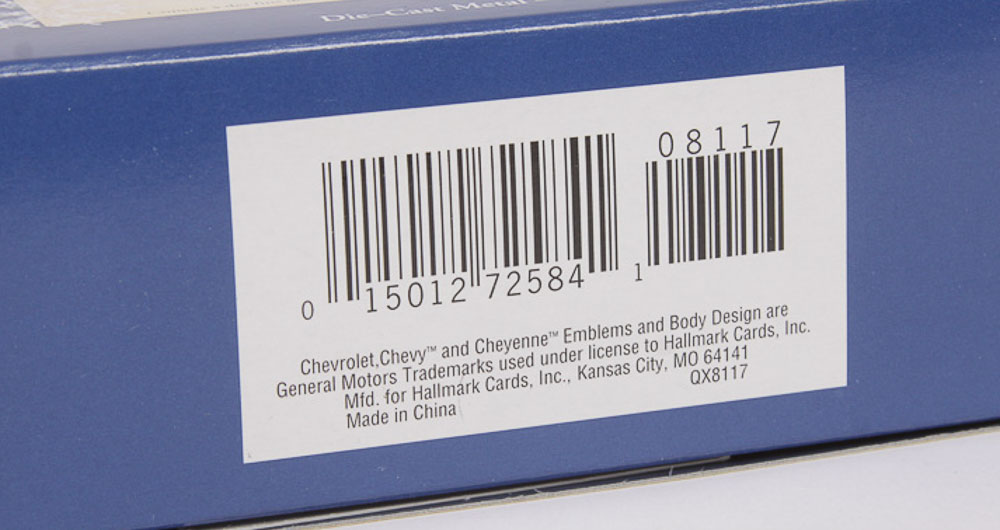 Die-Cast Metal
08117
0 15012 72584 1
Chevrolet,Chevy™ and Cheyenne™ Emblems and Body Design are
General Motors Trademarks used under license to Hallmark Cards, Inc.
Mfd. for Hallmark Cards, Inc., Kansas City, MO 64141
Made in China QX8117